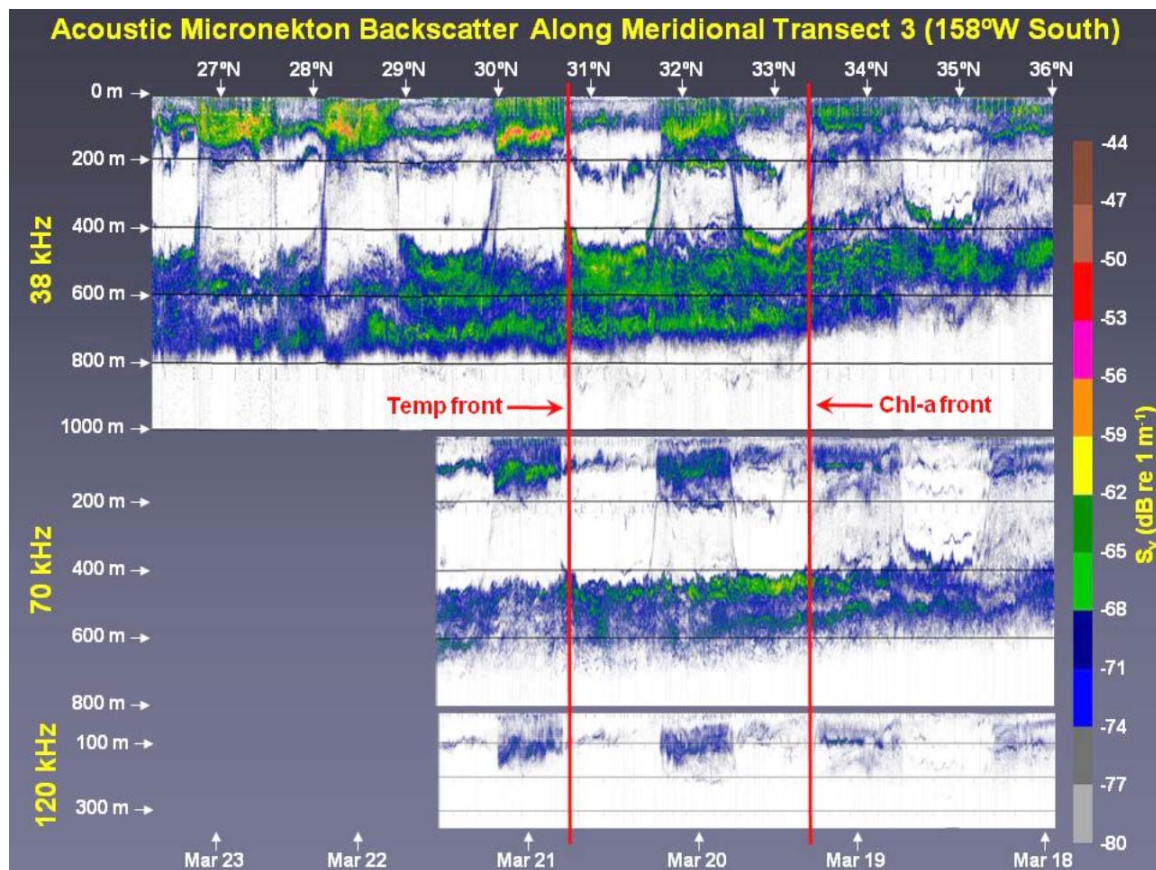 Acoustic Micronekton Backscatter Along Meridional Transect 3 (158ºW South)
27ºN 28ºN 29ºN 30ºN 31ºN 32ºN 33ºN 34ºN 35ºN 36ºN
0 m
200 m
400 m
600 m
800 m
1000 m
38 kHz
Temp front
Chl-a front
200 m
400 m
600 m
800 m
70 kHz
100 m
300 m
120 kHz
-44
-47
-50
-53
-56
-59
-62
-65
-68
-71
-74
-77
-80
Sv (dB re 1 m-1)
Mar 23 Mar 22 Mar 21 Mar 20 Mar 19 Mar 18